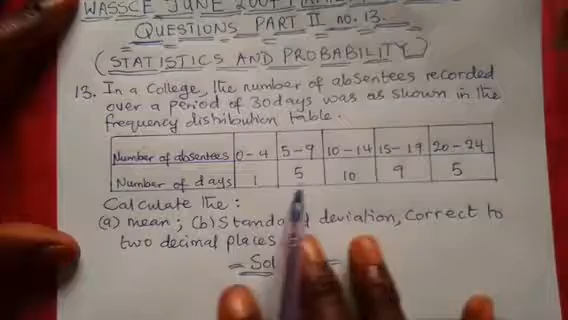 WASSCE JUNE
QUESTIONS PART II no. 13.
(STATISTICS AND PROBABILITY)
13. In a College, the number of absentees recorded
over a period of 30 days was as shown in the
frequency distribution table.
Number of absentees 0-4 5-9 10-14 15-19 20-24
Number of days 1 5 10 9 5
Calculate the:
(a) mean; (b) Standard deviation, correct to
two decimal places